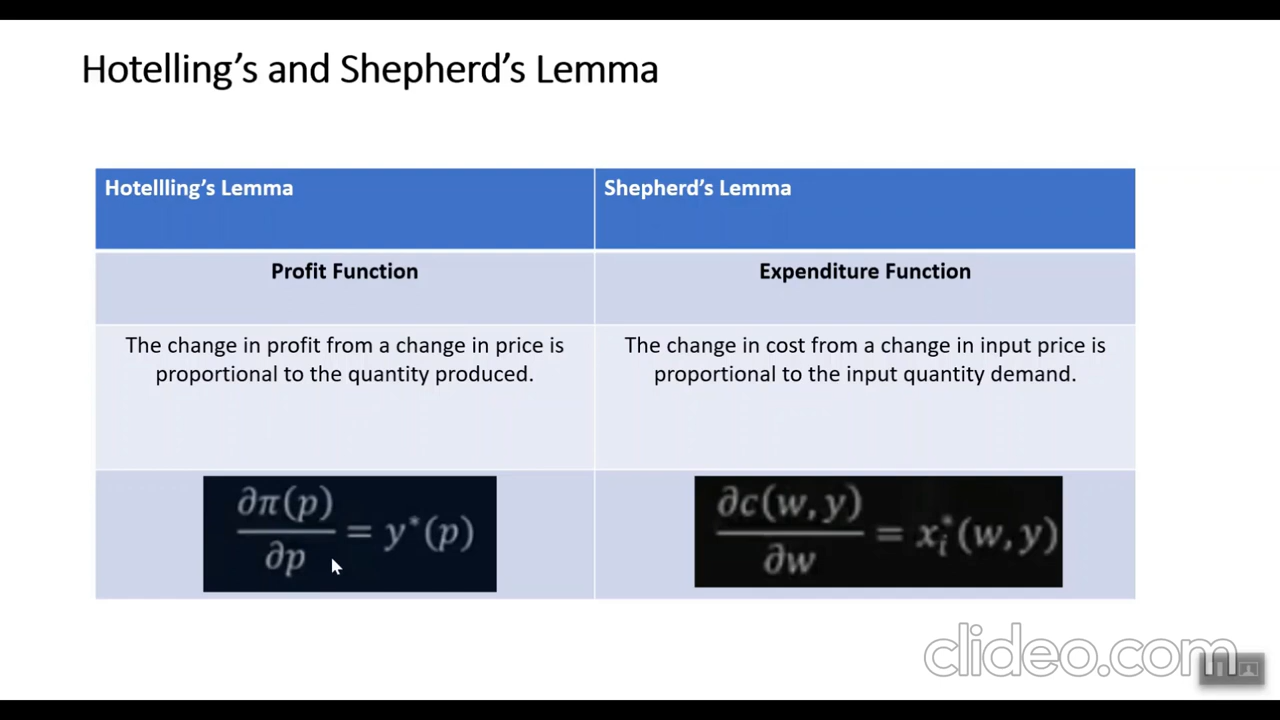 Hotelling's and Shepherd's Lemma
Hotellling's Lemma
Shepherd's Lemma
Profit Function
Expenditure Function
The change in profit from a change in price is
proportional to the quantity produced.
The change in cost from a change in input price is
proportional to the input quantity demand.
∂π(p)/∂p = y*(p)
∂c(w, y)/∂w = x_i*(w, y)
clideo.com